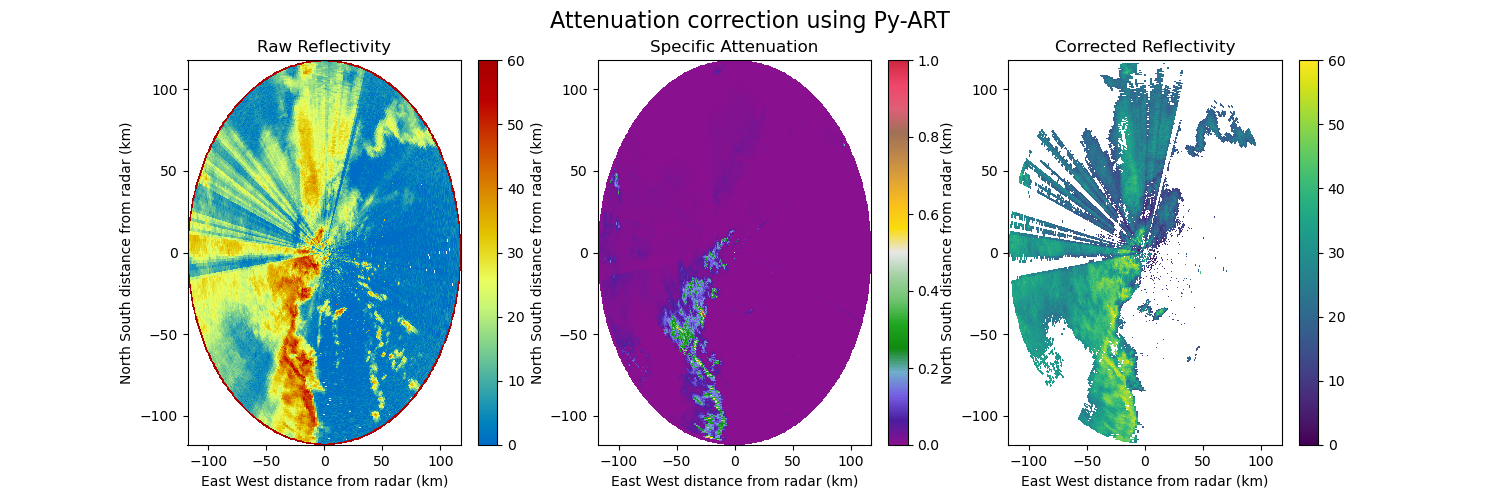 Attenuation correction using Py-ART
Raw Reflectivity
North South distance from radar (km)
100
50
0
−50
−100
−100 −50 0 50 100
East West distance from radar (km)
60
50
40
30
20
10
0
Specific Attenuation
North South distance from radar (km)
100
50
0
−50
−100
−100 −50 0 50 100
East West distance from radar (km)
1.0
0.8
0.6
0.4
0.2
0.0
Corrected Reflectivity
North South distance from radar (km)
100
50
0
−50
−100
−100 −50 0 50 100
East West distance from radar (km)
60
50
40
30
20
10
0